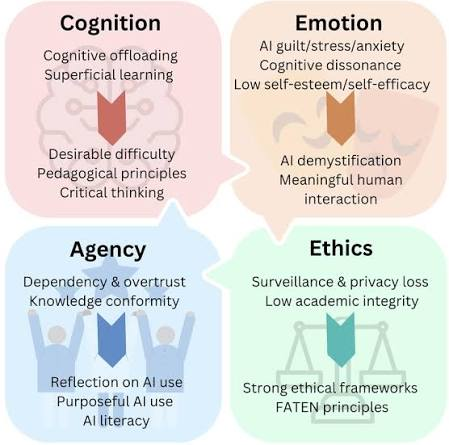 Cognition
Cognitive offloading
Superficial learning
Desirable difficulty
Pedagogical principles
Critical thinking
Emotion
AI guilt/stress/anxiety
Cognitive dissonance
Low self-esteem/self-efficacy
AI demystification
Meaningful human
interaction
Agency
Dependency & overtrust
Knowledge conformity
Reflection on AI use
Purposeful AI use
AI literacy
Ethics
Surveillance & privacy loss
Low academic integrity
Strong ethical frameworks
FATEN principles